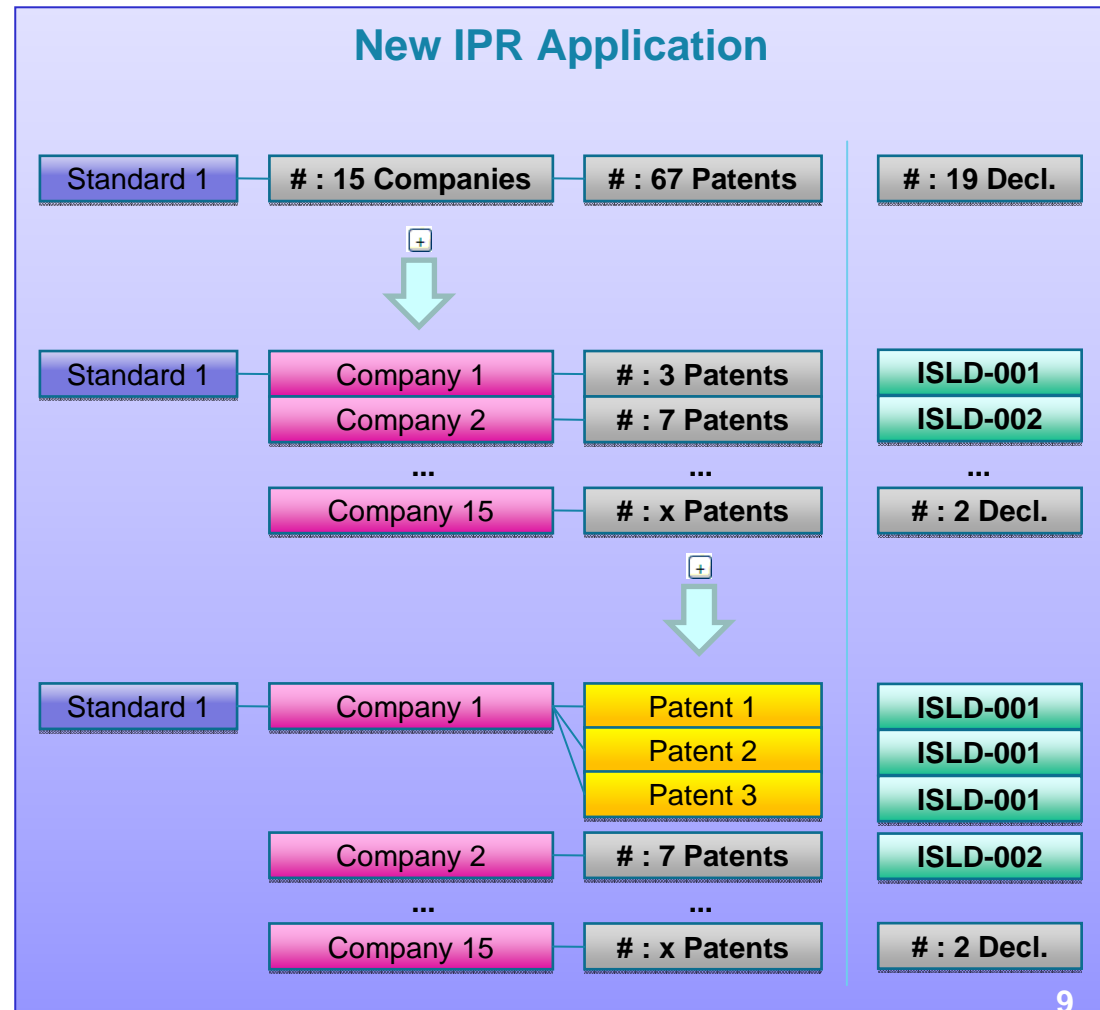 New IPR Application
Standard 1 # : 15 Companies # : 67 Patents # : 19 Decl.
+
Standard 1 Company 1 # : 3 Patents ISLD-001
Company 2 # : 7 Patents ISLD-002
... ... ...
Company 15 # : x Patents # : 2 Decl.
+
Standard 1 Company 1 Patent 1 ISLD-001
Patent 2 ISLD-001
Patent 3 ISLD-001
Company 2 # : 7 Patents ISLD-002
... ...
Company 15 # : x Patents # : 2 Decl.
9